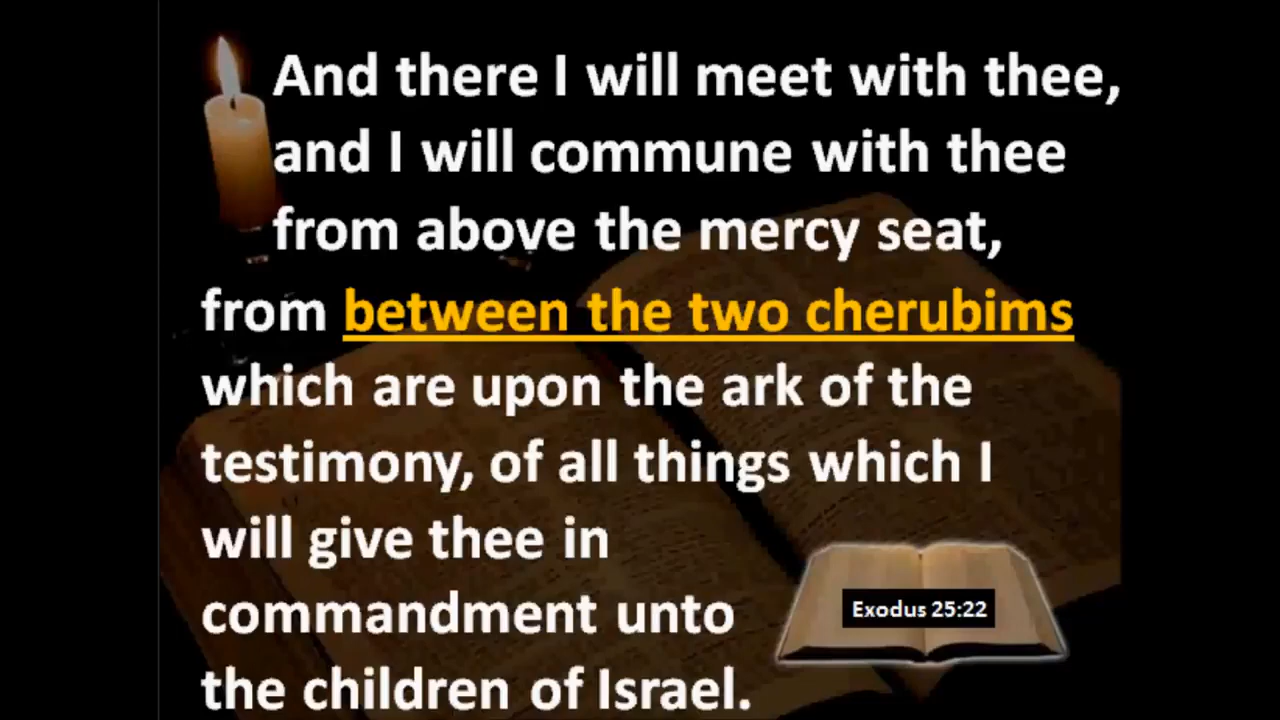 And there I will meet with thee,
and I will commune with thee
from above the mercy seat,
from between the two cherubims
which are upon the ark of the
testimony, of all things which I
will give thee in
commandment unto
the children of Israel.
Exodus 25:22